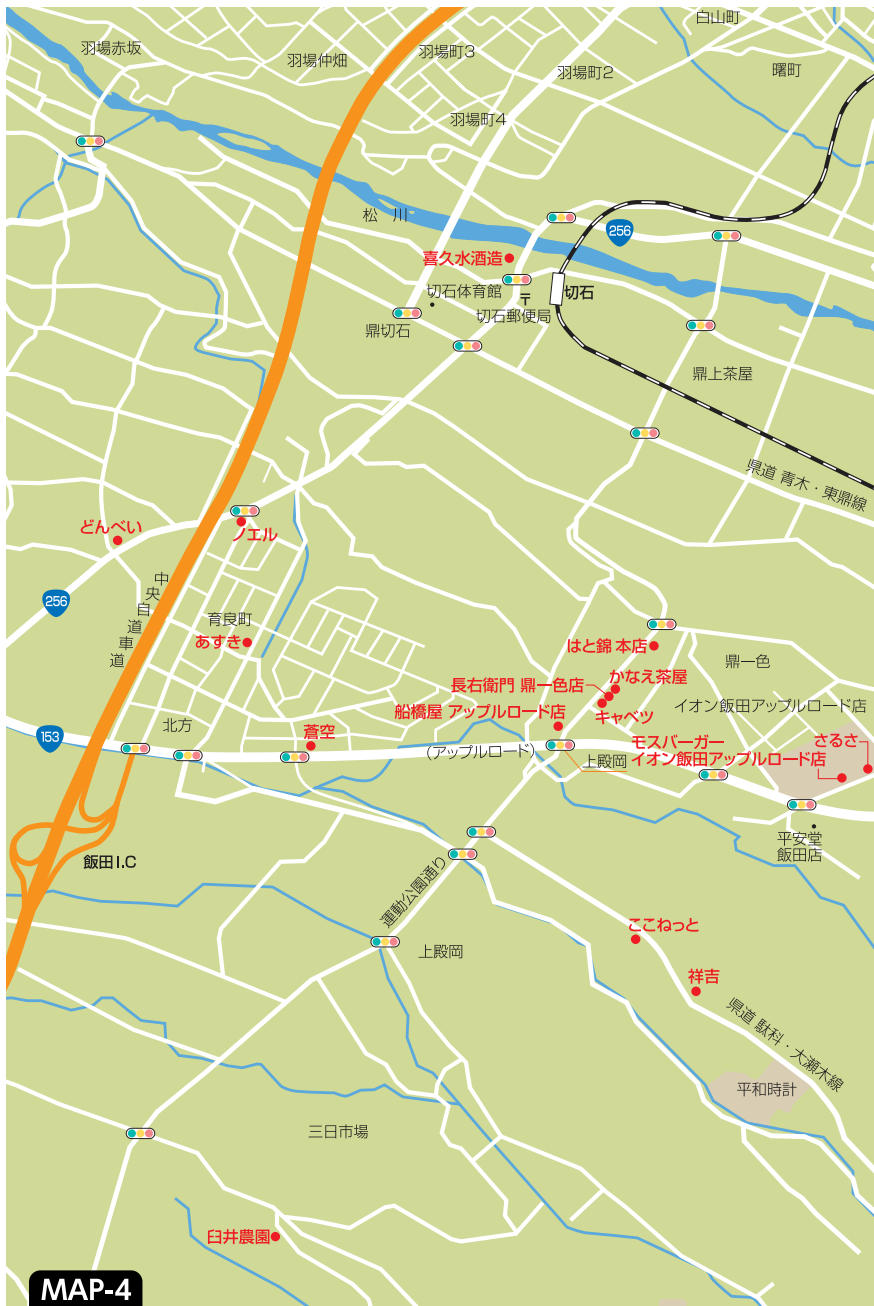 白山町
羽場赤坂
羽場仲畑
羽場町3
羽場町2
曙町
羽場町4
松 川
256
喜久水酒造
切石体育館
切石
切石郵便局
鼎切石
鼎上茶屋
県道 青木・東鼎線
どんべい
ノエル
256
中央自道車道
育良町
あすき
はと錦 本店
鼎一色
長右衛門 鼎一色店
かなえ茶屋
船橋屋 アップルロード店
キャベツ
イオン飯田アップルロード店
153
北方
蒼空
(アップルロード)
上殿岡
モスバーガー
イオン飯田アップルロード店
さるさ
平安堂
飯田店
飯田I.C
運動公園通り
上殿岡
ここねっと
祥吉
県道 駄科・大瀬木線
平和時計
三日市場
臼井農園
MAP-4